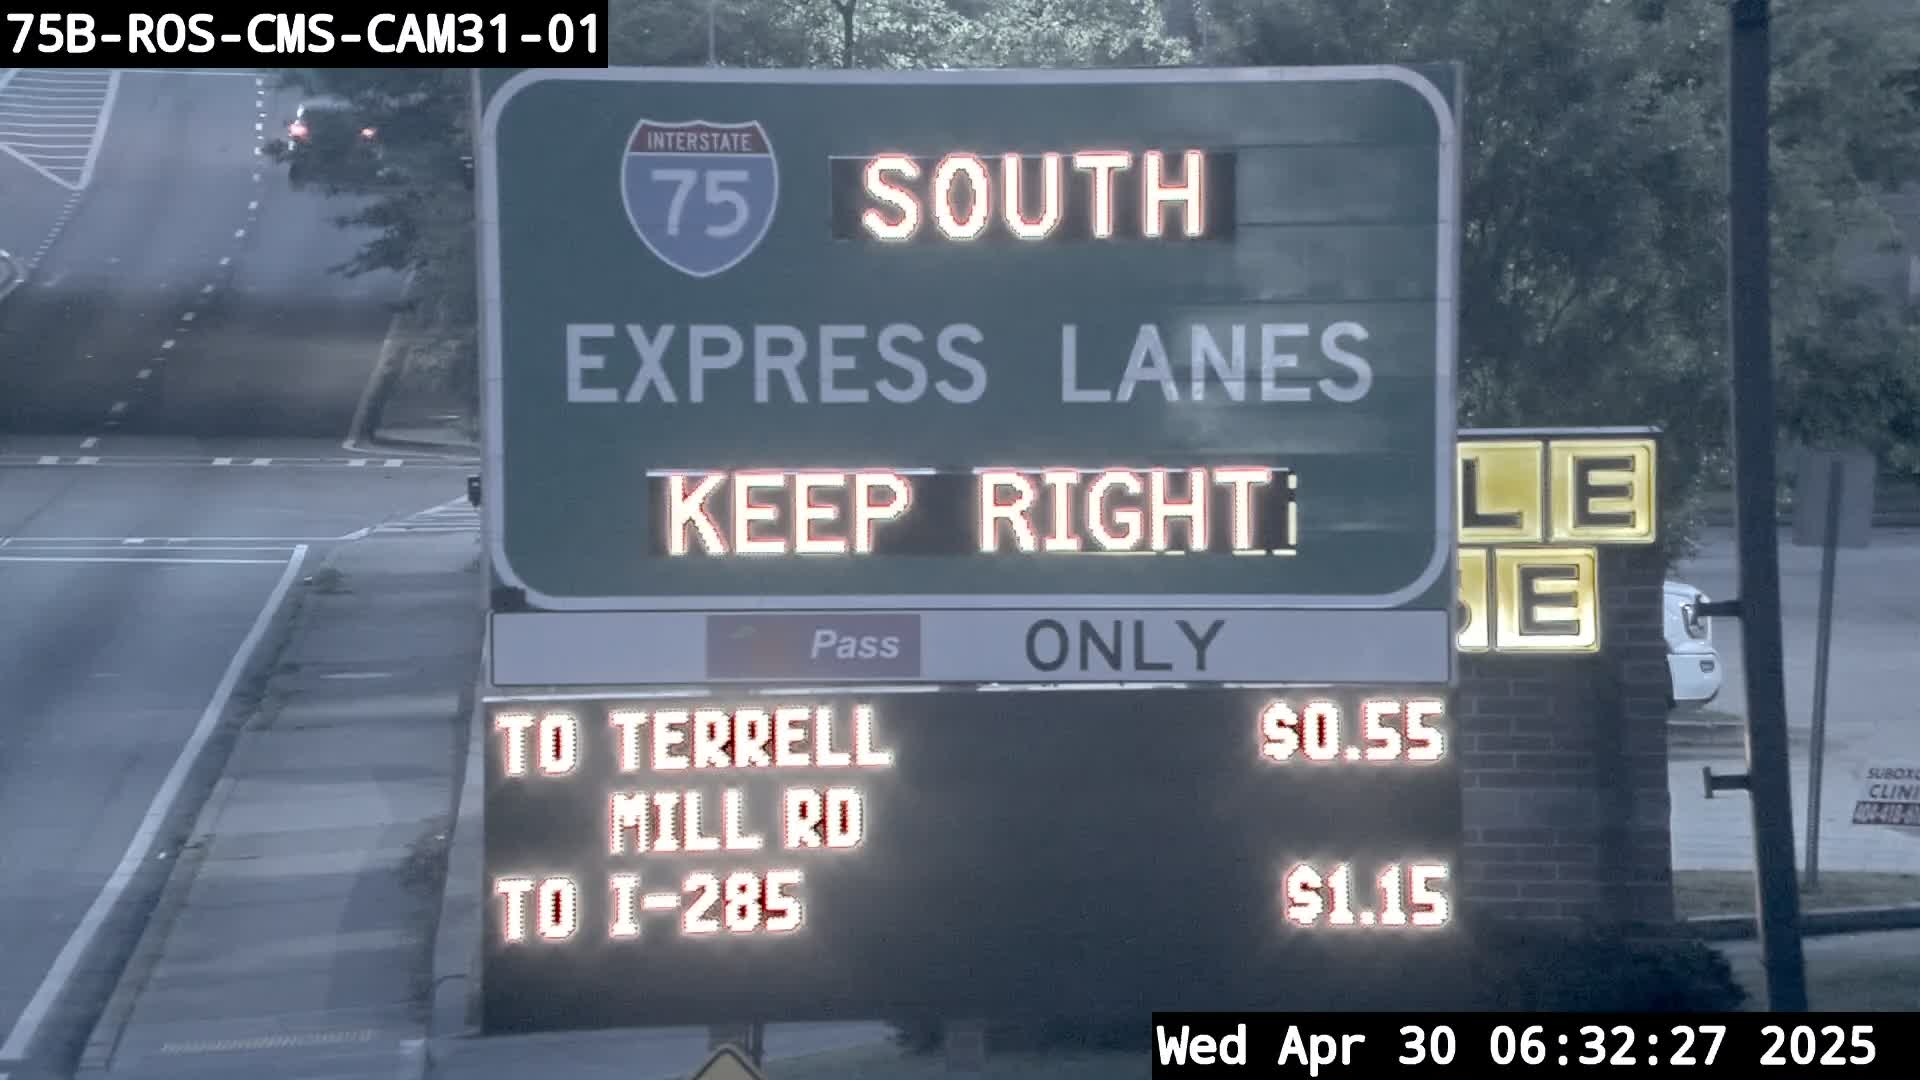 75B-ROS-CMS-CAM31-01
INTERSTATE
75
SOUTH
EXPRESS LANES
KEEP RIGHT
Pass
ONLY
LE
E
TO TERRELL $0.55
MILL RD
TO I-285 $1.15
Wed Apr 30 06:32:27 2025